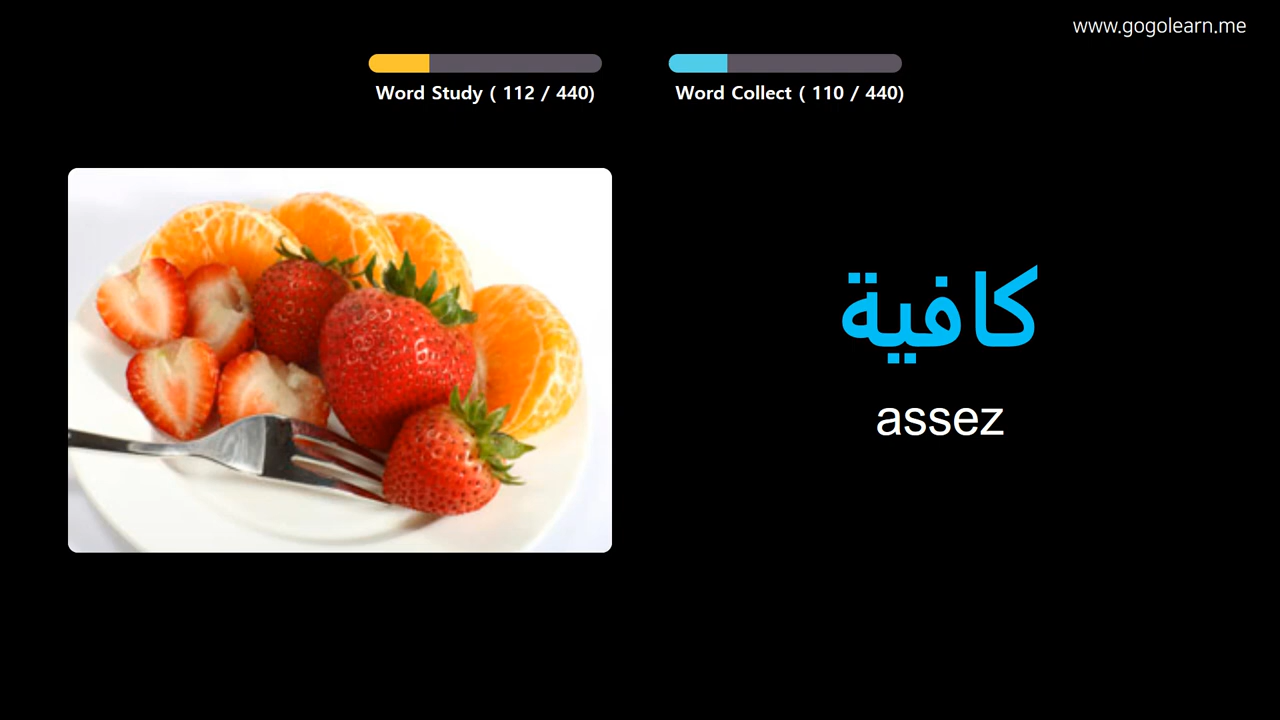 www.gogolearn.me
Word Study ( 112 / 440)
Word Collect ( 110 / 440)
كافية
assez